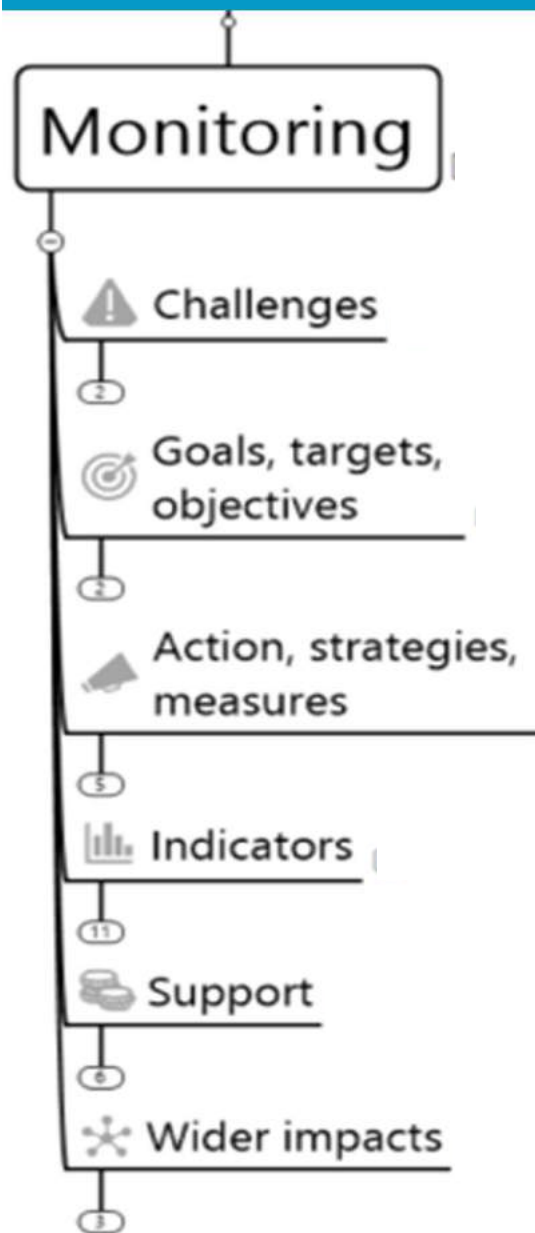 Monitoring
Challenges
2
Goals, targets,
objectives
2
Action, strategies,
measures
5
Indicators
11
Support
6
Wider impacts
3